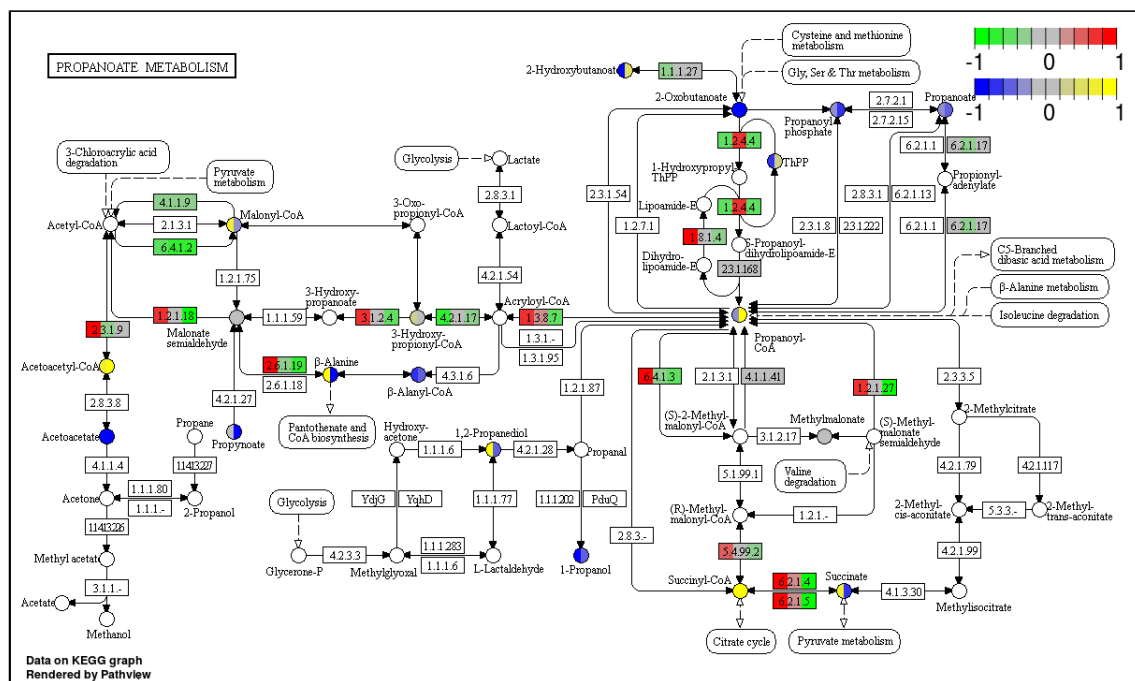 PROPANOATE METABOLISM
-1 0 1
-1 0 1
Cysteine and methionine
metabolism
Gly, Ser & Thr metabolism
2-Hydroxybutanoate
1.1.1.27
2-Oxobutanoate
Propanoyl
phosphate
2.7.2.1
2.7.2.15
Propanoate
3-Chloroacrylic acid
degradation
Pyruvate
metabolism
Glycolysis
Lactate
2.8.3.1
Lactoyl-CoA
4.2.1.54
1.2.4.4
ThPP
1-Hydroxypropyl-
ThPP
Lipoamide-E
1.2.4.4
1.8.1.4
Dihydro-
lipoamide-E
S-Propanoyl-
dihydrolipoamide-E
2.3.1.168
2.3.1.54
1.2.7.1
2.3.1.8
2.3.1.222
2.8.3.1
6.2.1.13
6.2.1.1
6.2.1.17
Propionyl-
adenylate
6.2.1.1
6.2.1.17
C5-Branched
dibasic acid metabolism
β-Alanine metabolism
Isoleucine degradation
Acetyl-CoA
4.1.1.9
2.1.3.1
6.4.1.2
Malonyl-CoA
3-Oxo-
propionyl-CoA
1.2.1.75
1.2.1.18
Malonate
semialdehyde
1.1.1.59
3-Hydroxy-
propanoate
3.1.2.4
3-Hydroxy-
propionyl-CoA
4.2.1.17
Acryloyl-CoA
1.3.8.7
1.3.1.-
1.3.1.95
Propanoyl-
CoA
2.3.1.9
Acetoacetyl-CoA
2.8.3.8
Acetoacetate
4.1.1.4
Acetone
2.6.1.19
2.6.1.18
β-Alanine
β-Alanyl-CoA
4.3.1.6
4.2.1.27
Propynoate
Pantothenate and
CoA biosynthesis
1.2.1.87
6.4.1.3
2.1.3.1
4.1.1.41
1.2.1.27
2.3.3.5
2-Methylcitrate
(S)-2-Methyl-
malonyl-CoA
3.1.2.17
Methylmalonate
(S)-Methyl-
malonate
semialdehyde
Valine
degradation
5.1.99.1
(R)-Methyl-
malonyl-CoA
1.2.1.-
4.2.1.79
4.2.1.117
2-Methyl-
cis-aconitate
5.3.3.-
2-Methyl-
trans-aconitate
4.2.1.99
Methylisocitrate
4.1.3.30
Propane
1.14.13.227
1.1.1.80
1.1.1.-
2-Propanol
1.14.13.226
Methyl acetat
3.1.1.-
Acetate
Methanol
Hydroxy-
acetone
1.1.1.6
1,2-Propanediol
4.2.1.28
Propanal
YdjG
YqhD
1.1.1.77
1.1.1.202
PduQ
Glycolysis
Glycerone-P
4.2.3.3
Methylglyoxal
1.1.1.283
1.1.1.6
L-Lactaldehyde
1-Propanol
2.8.3.-
5.4.99.2
Succinyl-CoA
6.2.1.4
6.2.1.5
Succinate
Citrate cycle
Pyruvate metabolism
Data on KEGG graph
Rendered by Pathview